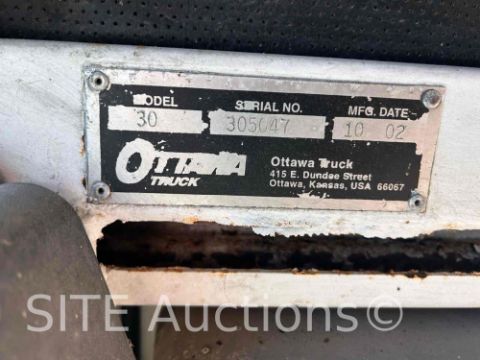 MODEL SERIAL NO. MFG. DATE
30 305047 10 02
OTTAWA
TRUCK
Ottawa Truck
415 E. Dundee Street
Ottawa, Kansas, USA 66067
SITE Auctions.©